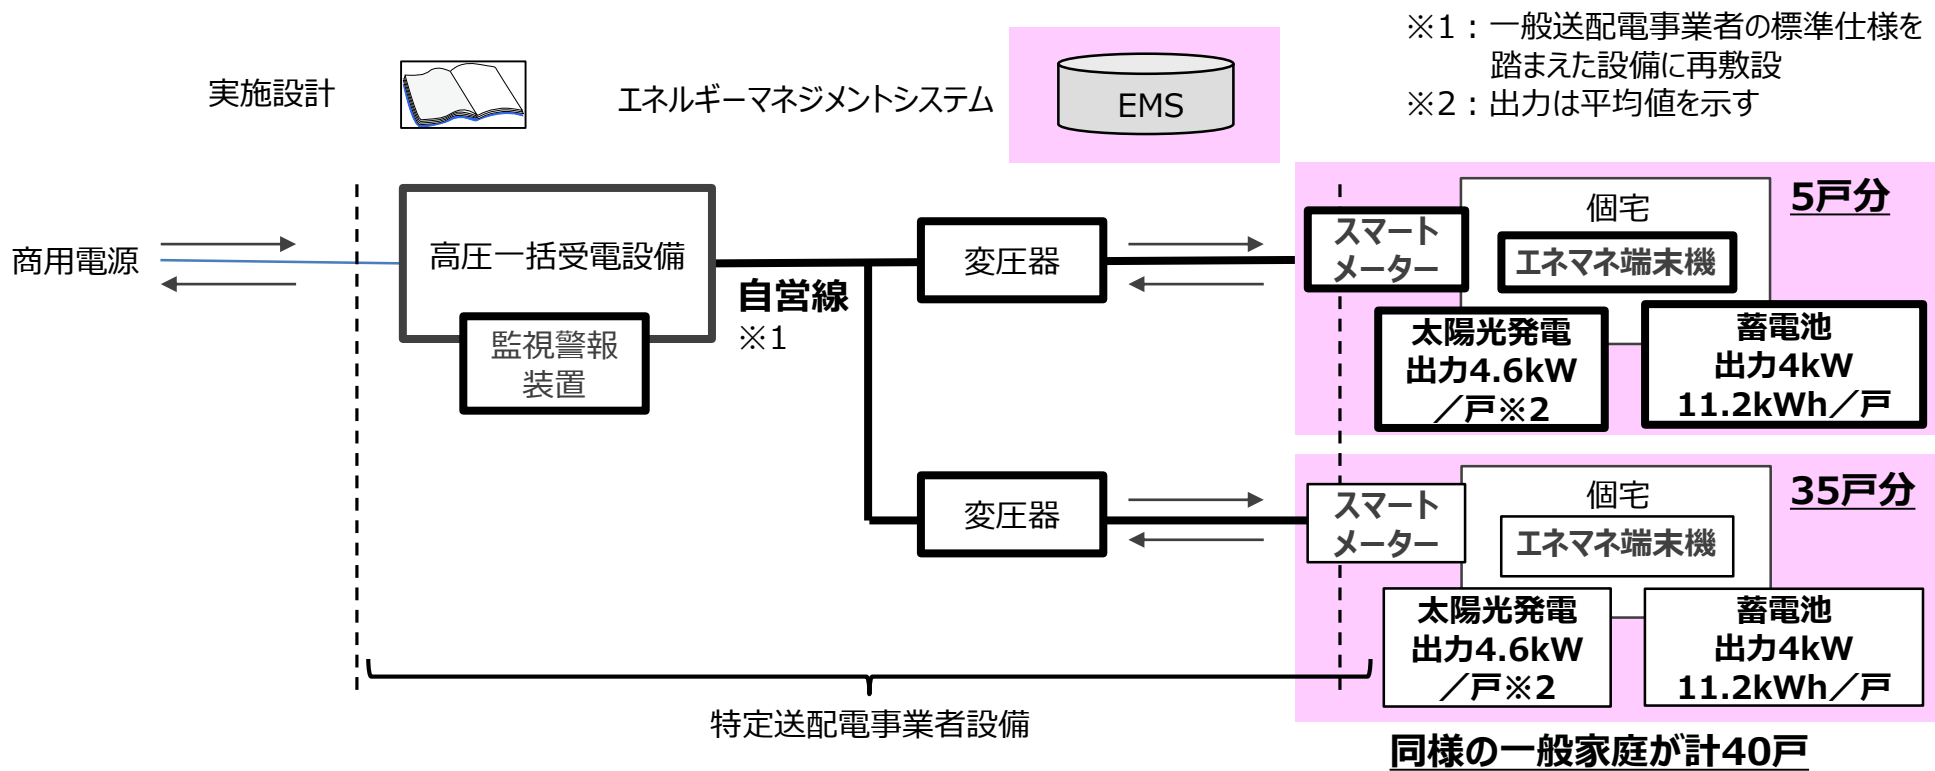 ※1：一般送配電事業者の標準仕様を
踏まえた設備に再敷設
※2：出力は平均値を示す
実施設計
エネルギーマネジメントシステム
EMS
商用電源
高圧一括受電設備
監視警報
装置
自営線
※1
変圧器
スマート
メーター
個宅
エネマネ端末機
5戸分
太陽光発電
出力4.6kW
／戸※2
蓄電池
出力4kW
11.2kWh／戸
変圧器
スマート
メーター
個宅
エネマネ端末機
35戸分
太陽光発電
出力4.6kW
／戸※2
蓄電池
出力4kW
11.2kWh／戸
特定送配電事業者設備
同様の一般家庭が計40戸